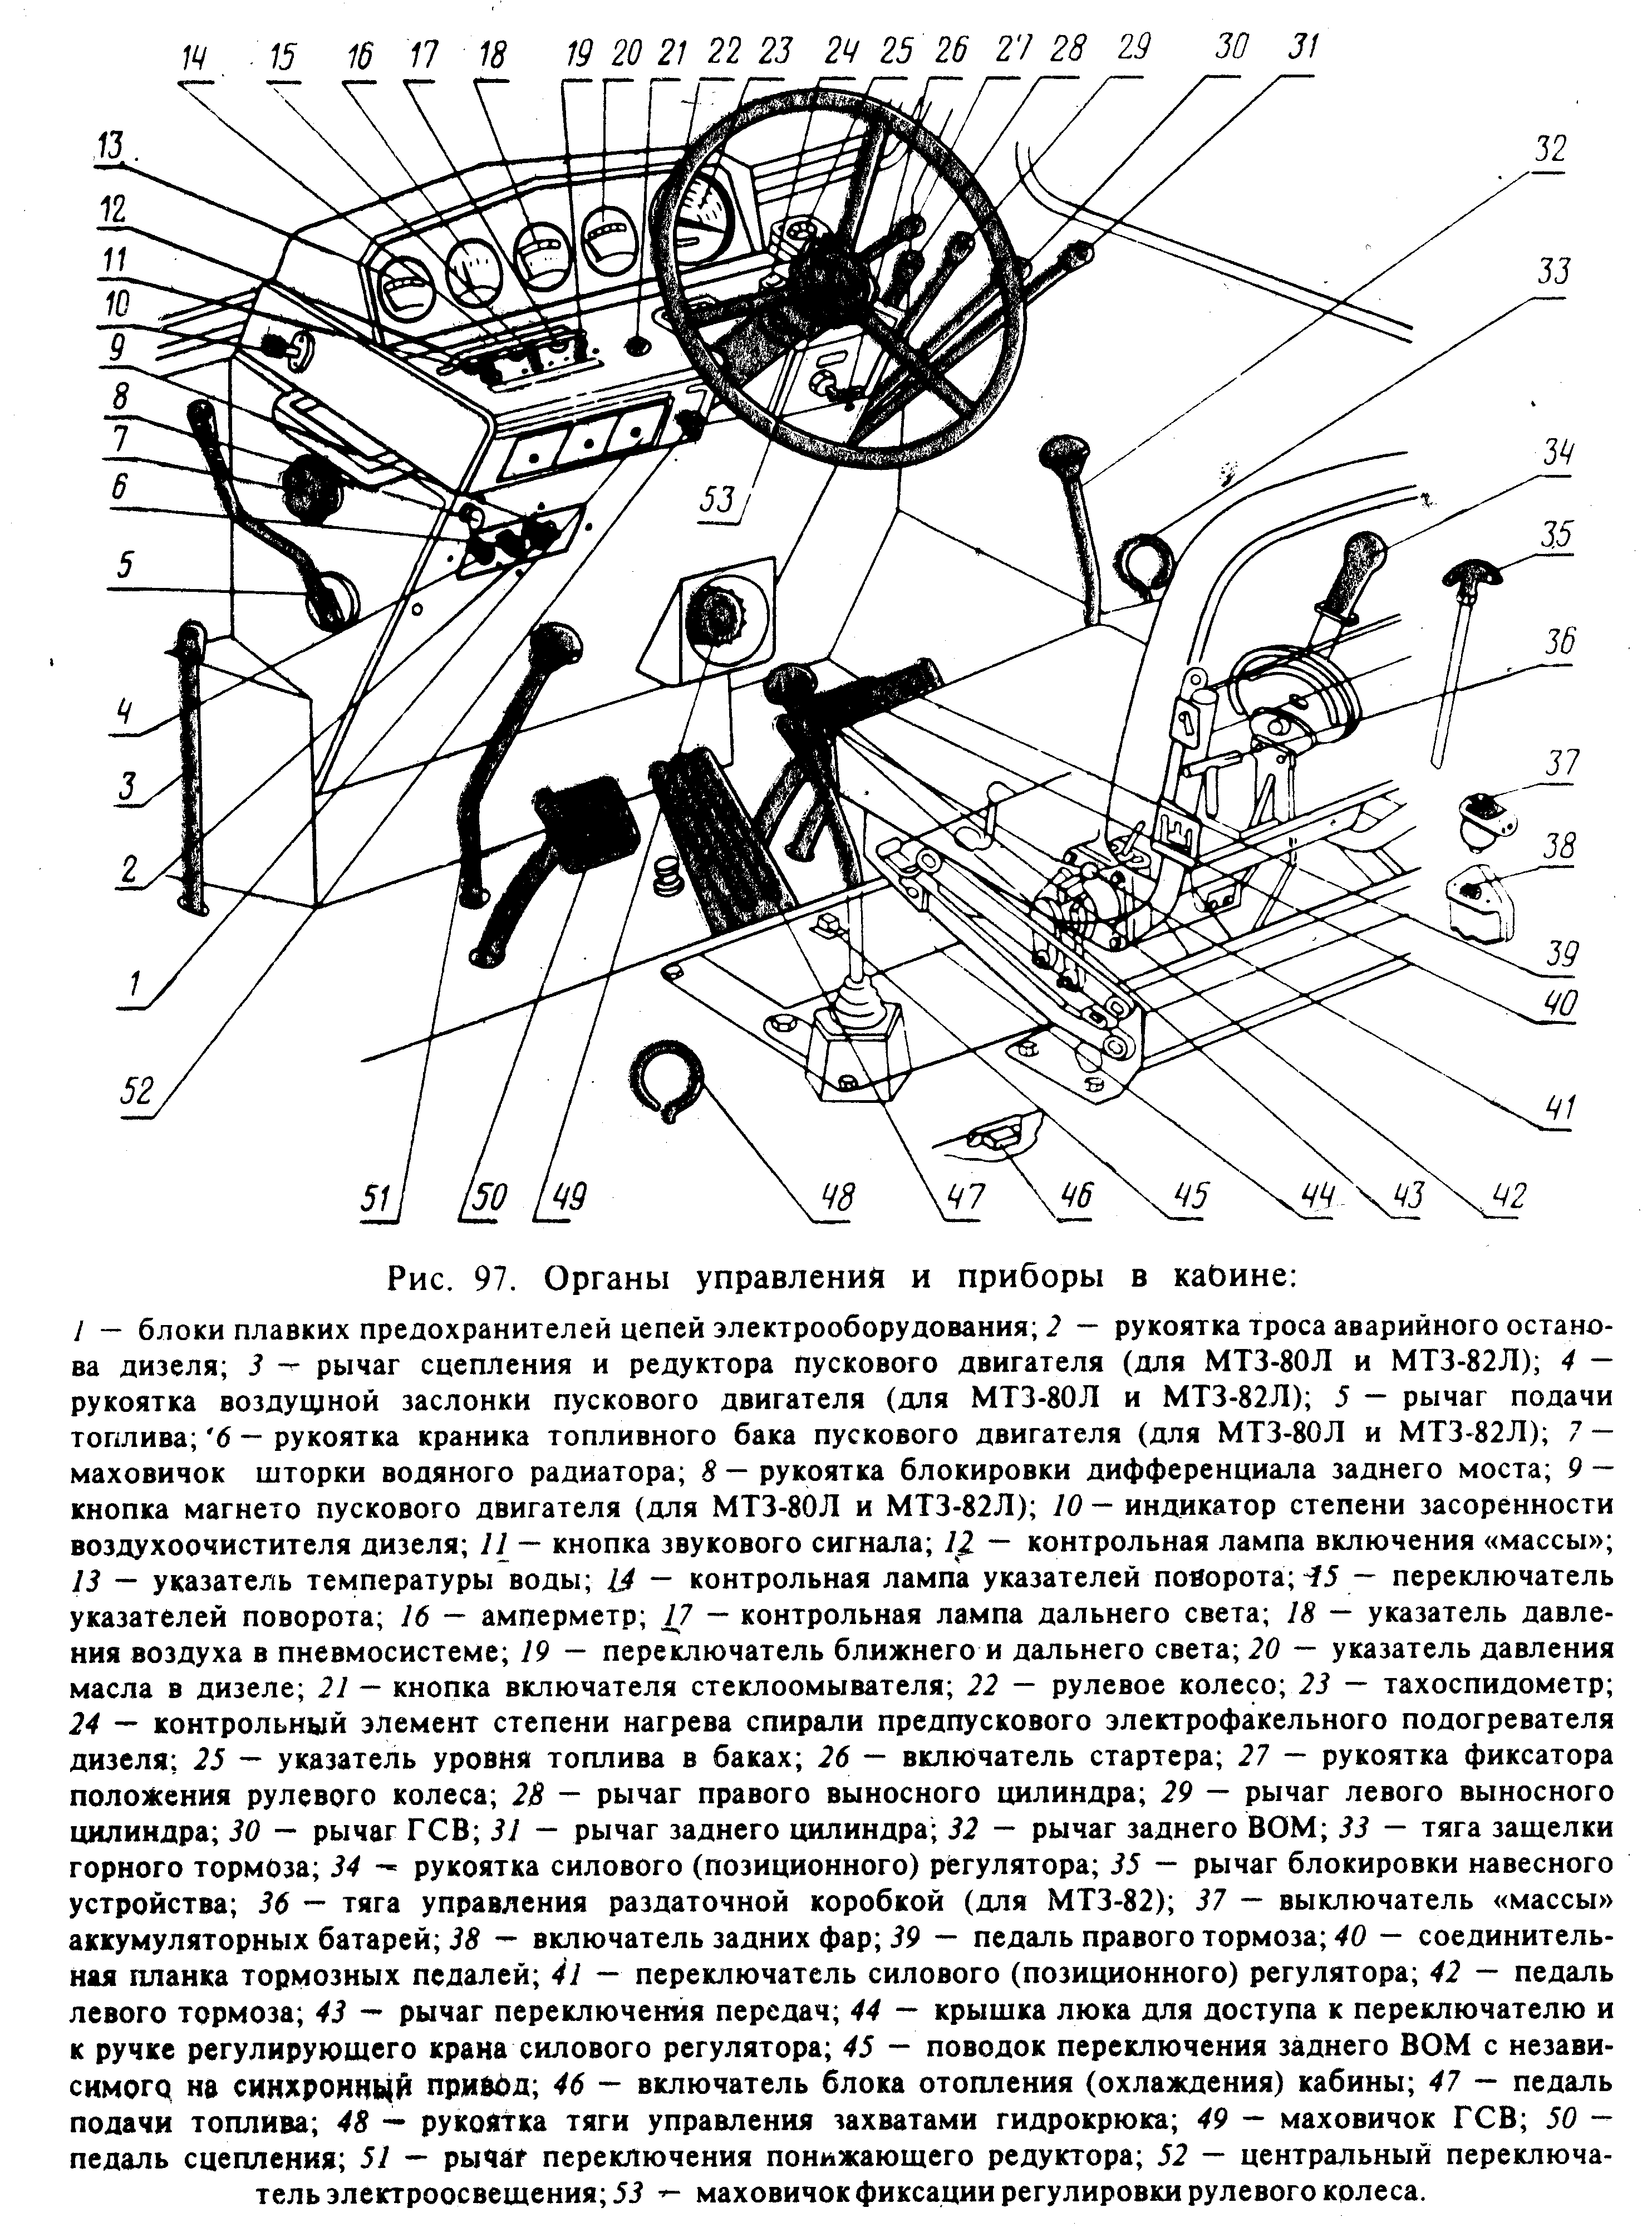 14 15 16 17 18 19 20 21 22 23 24 25 26 27 28 29 30 31
13
32
12
11
33
10
9
8
34
7
53
6
35
5
36
4
37
3
38
2
39
1
40
52
41
51 50 49 48 47 46 45 44 43 42
Рис. 97. Органы управления и приборы в кабине:
1 — блоки плавких предохранителей цепей электрооборудования; 2 — рукоятка троса аварийного остано-
ва дизеля; 3 — рычаг сцепления и редуктора пускового двигателя (для МТЗ-80Л и МТЗ-82Л); 4 —
рукоятка воздушной заслонки пускового двигателя (для МТЗ-80Л и МТЗ-82Л); 5 — рычаг подачи
топлива; 6 — рукоятка краника топливного бака пускового двигателя (для МТЗ-80Л и МТЗ-82Л); 7 —
маховичок шторки водяного радиатора; 8 — рукоятка блокировки дифференциала заднего моста; 9 —
кнопка магнето пускового двигателя (для МТЗ-80Л и МТЗ-82Л); 10 — индикатор степени засоренности
воздухоочистителя дизеля; 11 — кнопка звукового сигнала; 12 — контрольная лампа включения «массы»;
13 — указатель температуры воды; 14 — контрольная лампа указателей поворота; 15 — переключатель
указателей поворота; 16 — амперметр; 17 — контрольная лампа дальнего света; 18 — указатель давле-
ния воздуха в пневмосистеме; 19 — переключатель ближнего и дальнего света; 20 — указатель давления
масла в дизеле; 21 — кнопка включателя стеклоомывателя; 22 — рулевое колесо; 23 — тахоспидометр;
24 — контрольный элемент степени нагрева спирали предпускового электрофакельного подогревателя
дизеля; 25 — указатель уровня топлива в баках; 26 — включатель стартера; 27 — рукоятка фиксатора
положения рулевого колеса; 28 — рычаг правого выносного цилиндра; 29 — рычаг левого выносного
цилиндра; 30 — рычаг ГСВ; 31 — рычаг заднего цилиндра; 32 — рычаг заднего ВОМ; 33 — тяга защелки
горного тормоза; 34 — рукоятка силового (позиционного) регулятора; 35 — рычаг блокировки навесного
устройства; 36 — тяга управления раздаточной коробкой (для МТЗ-82); 37 — выключатель «массы»
аккумуляторных батарей; 38 — включатель задних фар; 39 — педаль правого тормоза; 40 — соединитель-
ная планка тормозных педалей; 41 — переключатель силового (позиционного) регулятора; 42 — педаль
левого тормоза; 43 — рычаг переключения передач; 44 — крышка люка для доступа к переключателю и
к ручке регулирующего крана силового регулятора; 45 — поводок переключения заднего ВОМ с незави-
симого на синхронный привод; 46 — включатель блока отопления (охлаждения) кабины; 47 — педаль
подачи топлива; 48 — рукоятка тяги управления захватами гидрокрюка; 49 — маховичок ГСВ; 50 —
педаль сцепления; 51 — рычаг переключения понижающего редуктора; 52 — центральный переключа-
тель электроосвещения; 53 — маховичок фиксации регулировки рулевого колеса.